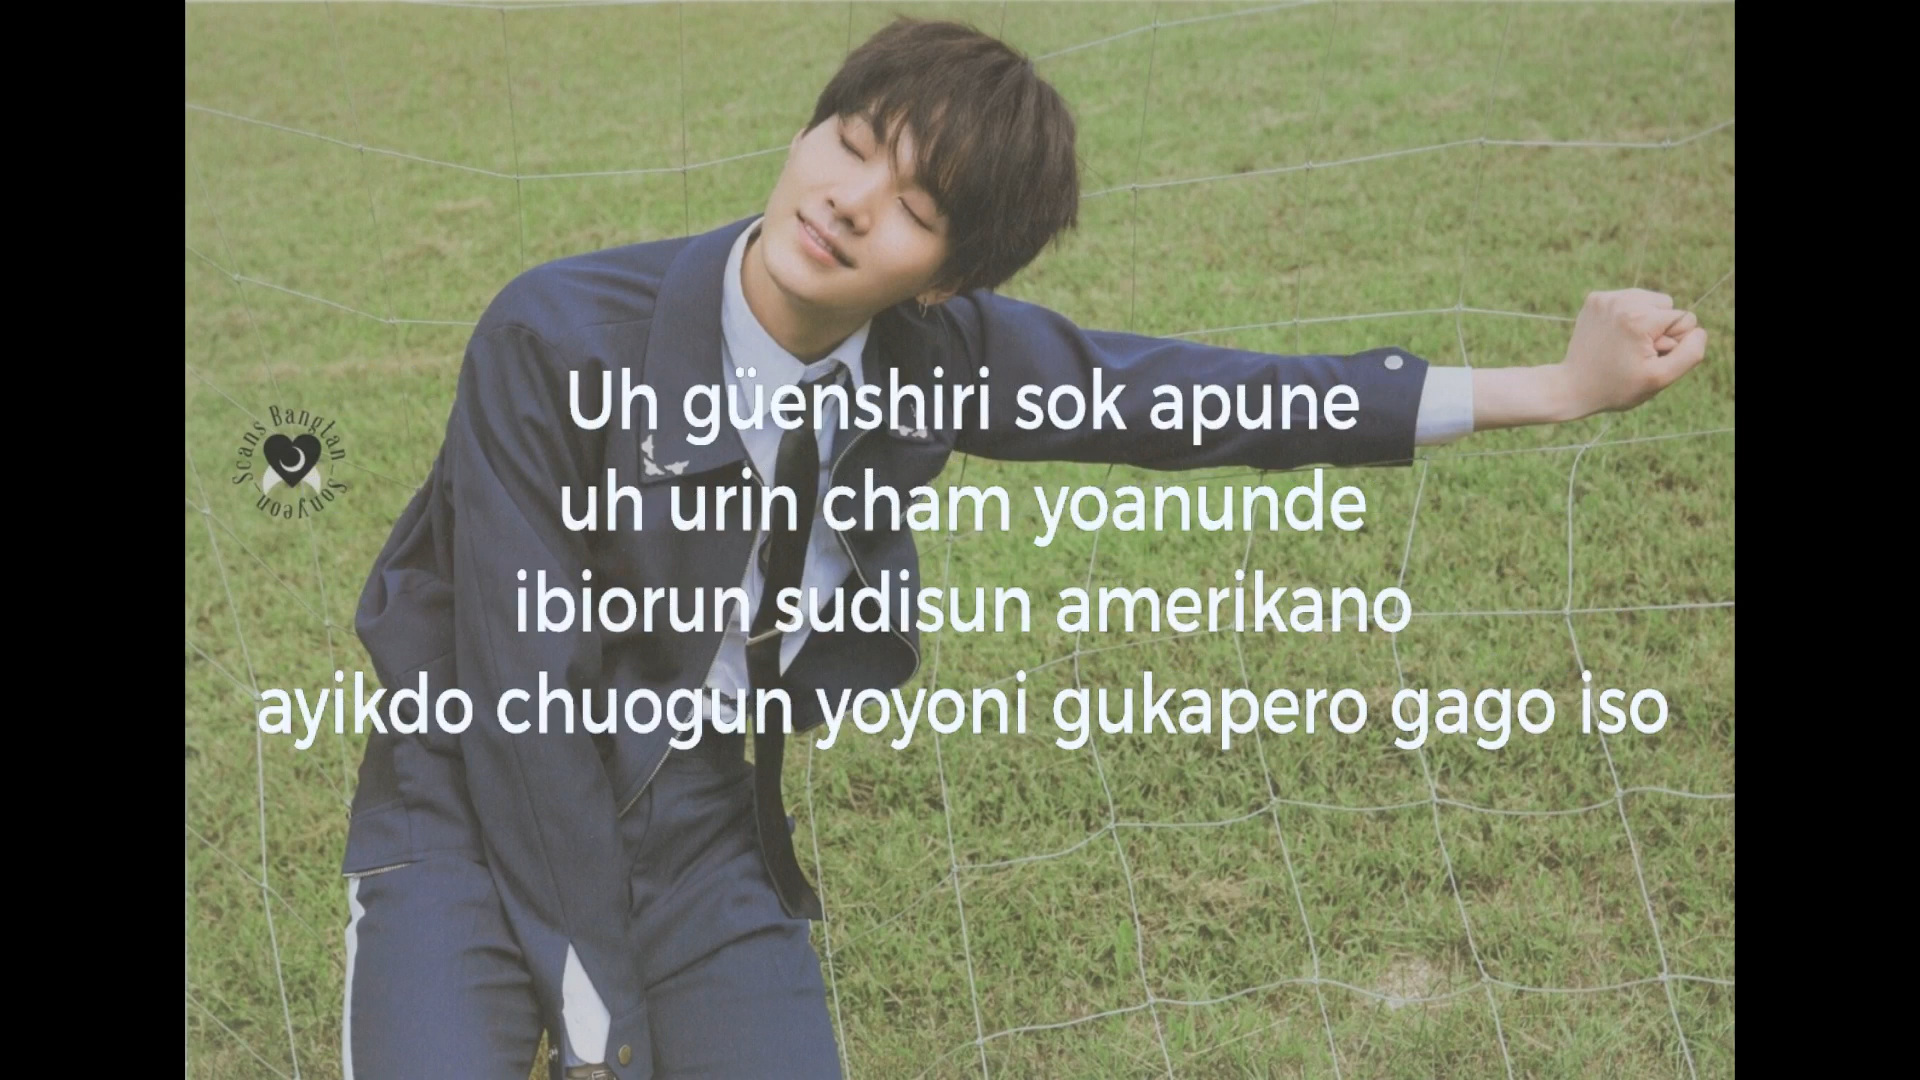 Uh güenshiri sok apune
uh urin cham yoanunde
ibiorun sudisun amerikano
ayikdo chuogun yoyoni gukapero gago iso
Bangtan-Sonyeon-Scans